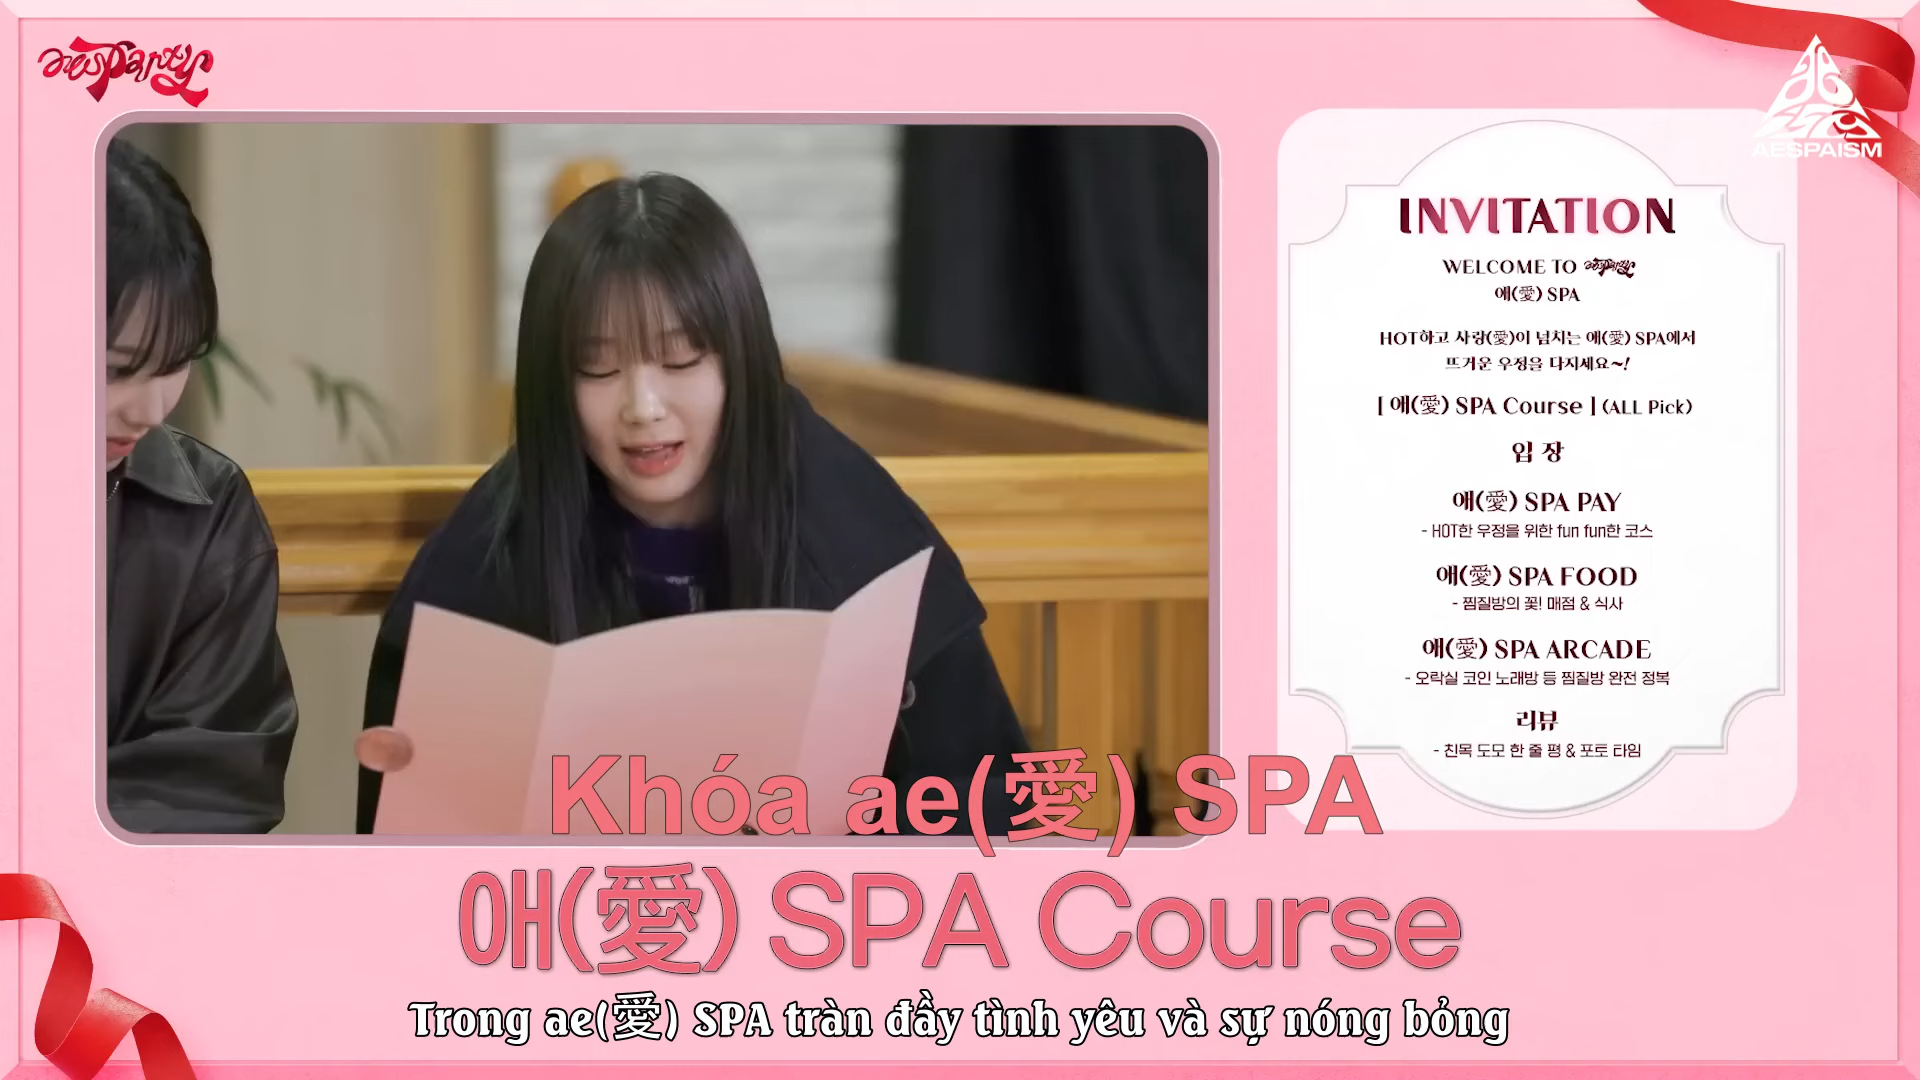 aesparty
AESPAISM
INVITATION
WELCOME TO aesparty
애(愛) SPA
HOT하고 사랑(愛)이 넘치는 애(愛) SPA에서
뜨거운 우정을 다지세요~!
[ 애(愛) SPA Course ] (ALL Pick)
입 장
애(愛) SPA PAY
- HOT한 우정을 위한 fun fun한 코스
애(愛) SPA FOOD
- 찜질방의 꽃! 매점 & 식사
애(愛) SPA ARCADE
- 오락실 코인 노래방 등 찜질방 완전 정복
리뷰
- 친목 도모 한 줄 평 & 포토 타임
Khóa ae(愛) SPA
애(愛) SPA Course
Trong ae(愛) SPA tràn đầy tình yêu và sự nóng bỏng